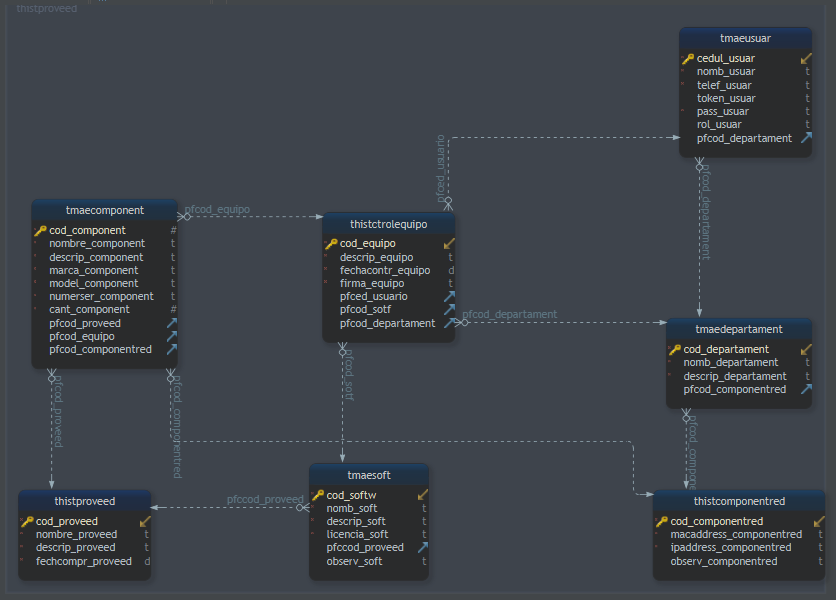 thistproveed
tmaeusuar
cedul_usuar
nomb_usuar t
telef_usuar t
token_usuar t
pass_usuar t
rol_usuar t
pfcod_departament
pfced_usuario
pfcod_departament
tmaecomponent
cod_component #
nombre_component t
descrip_component t
marca_component t
model_component t
numerser_component t
cant_component #
pfcod_proveed
pfcod_equipo
pfcod_componentred
pfcod_equipo
thistctrolequipo
cod_equipo
descrip_equipo t
fechacontr_equipo d
firma_equipo t
pfced_usuario
pfcod_sotf
pfcod_departament
pfcod_departament
tmaedepartament
cod_departament
nomb_departament t
descrip_departament t
pfcod_componentred
pfcod_proveed
pfcod_componentred
pfcod_sotf
pfcod_compone
tmaesoft
cod_softw
nomb_soft t
descrip_soft t
licencia_soft t
pfccod_proveed
observ_soft t
pfccod_proveed
thistproveed
cod_proveed
nombre_proveed t
descrip_proveed t
fechcompr_proveed d
thistcomponentred
cod_componentred
macaddress_componentred t
ipaddress_componentred t
observ_componentred t